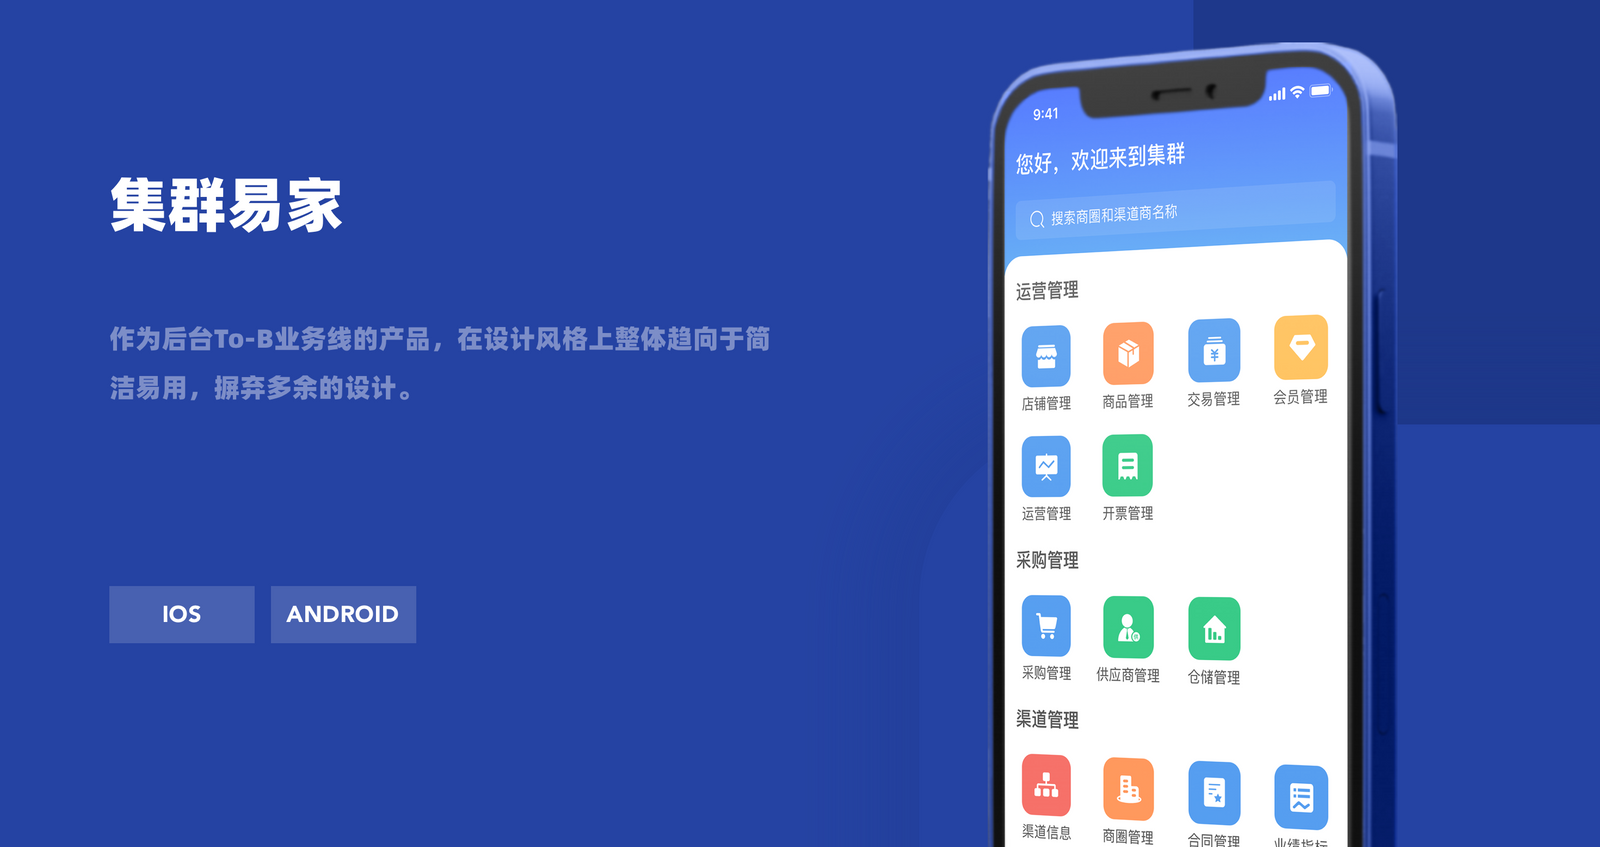 集群易家
作为后台To-B业务线的产品，在设计风格上整体趋向于简
洁易用，摒弃多余的设计。
IOS
ANDROID
9:41
您好，欢迎来到集群
搜索商圈和渠道商名称
运营管理
店铺管理 商品管理 交易管理 会员管理
运营管理 开票管理
采购管理
采购管理 供应商管理 仓储管理
渠道管理
渠道信息 商圈管理 合同管理 业绩指标